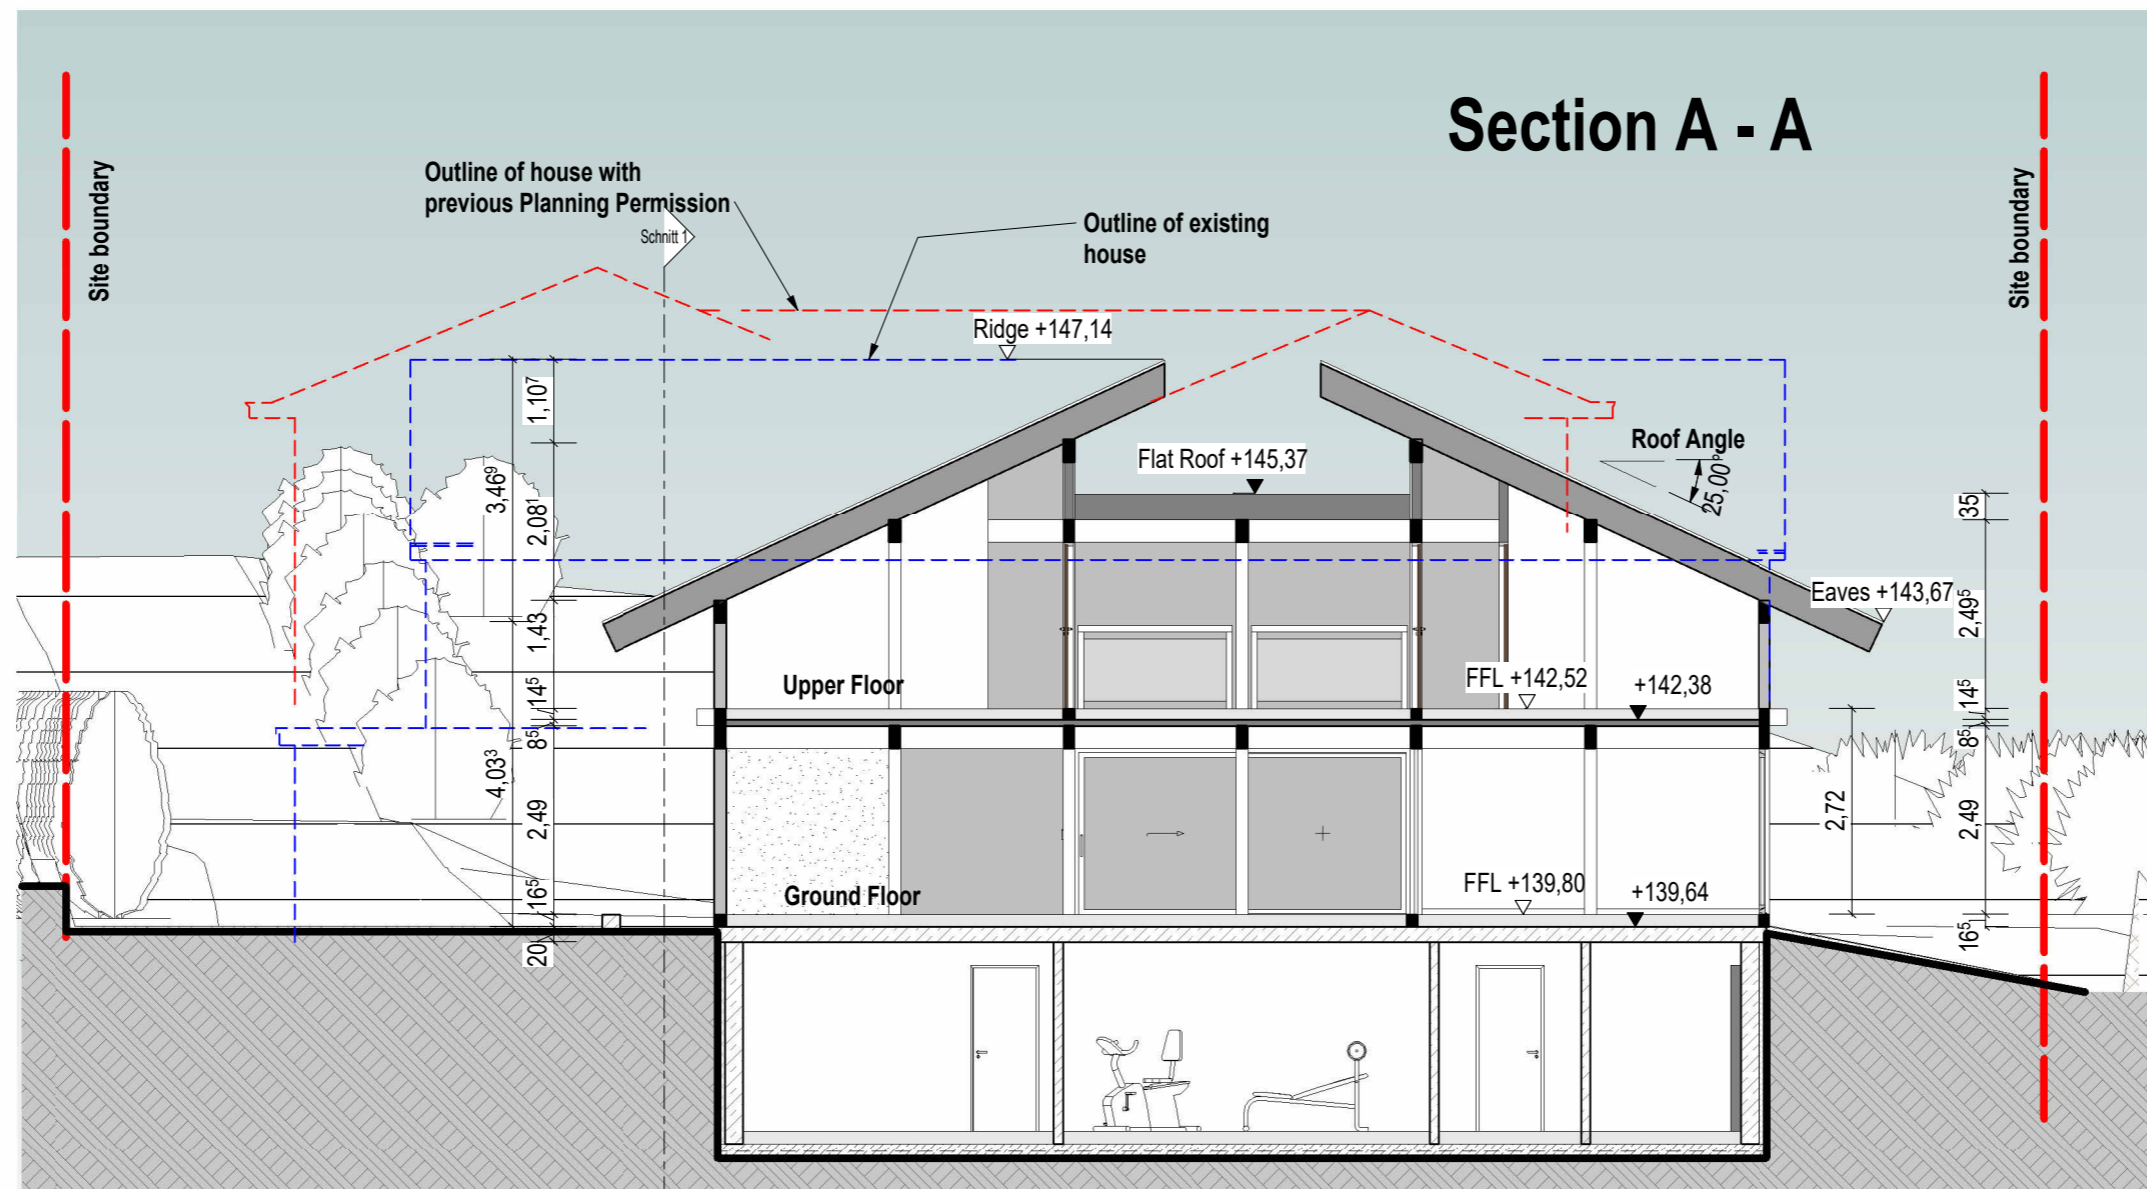 Section A - A
Site boundary
Site boundary
Outline of house with
previous Planning Permission
Schnitt 1
Outline of existing
house
Ridge +147,14
Flat Roof +145,37
Roof Angle
25,00°
Eaves +143,67
1,10⁷
3,46⁹
2,08¹
1,43
14⁵
8⁵
4,03³
2,49
16⁵
20
Upper Floor
FFL +142,52
+142,38
Ground Floor
FFL +139,80
+139,64
35
2,49⁵
14⁵
8⁵
2,72
2,49
16⁵